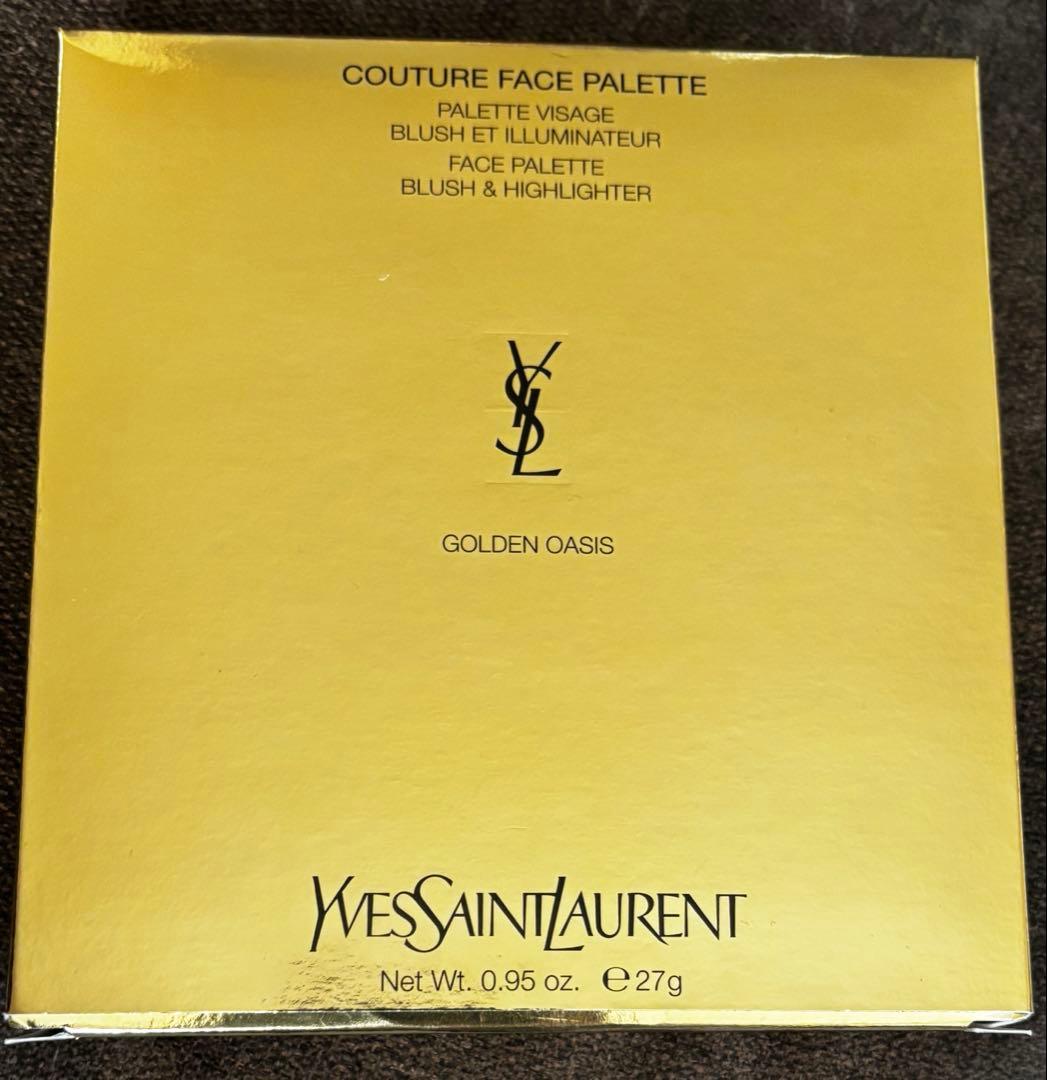 COUTURE FACE PALETTE
PALETTE VISAGE
BLUSH ET ILLUMINATEUR
FACE PALETTE
BLUSH & HIGHLIGHTER
YSL
GOLDEN OASIS
YVESSAINTLAURENT
Net Wt. 0.95 oz. ℮27g